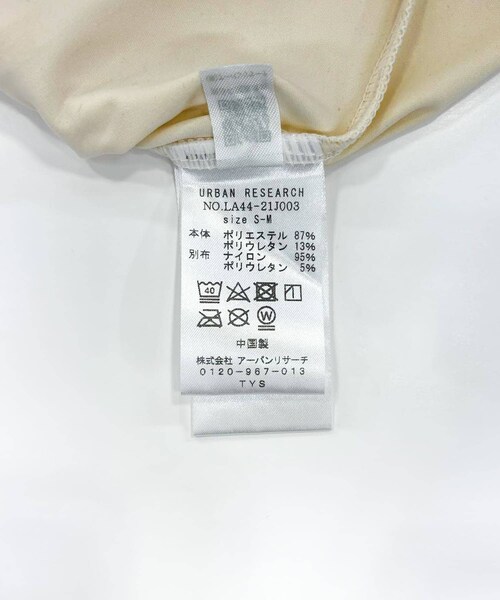 URBAN RESEARCH
NO.LA44-21J003
size S-M
本体 ポリエステル 87%
ポリウレタン 13%
別布 ナイロン 95%
ポリウレタン 5%
40
W
中国製
株式会社 アーバンリサーチ
0120-967-013
TYS